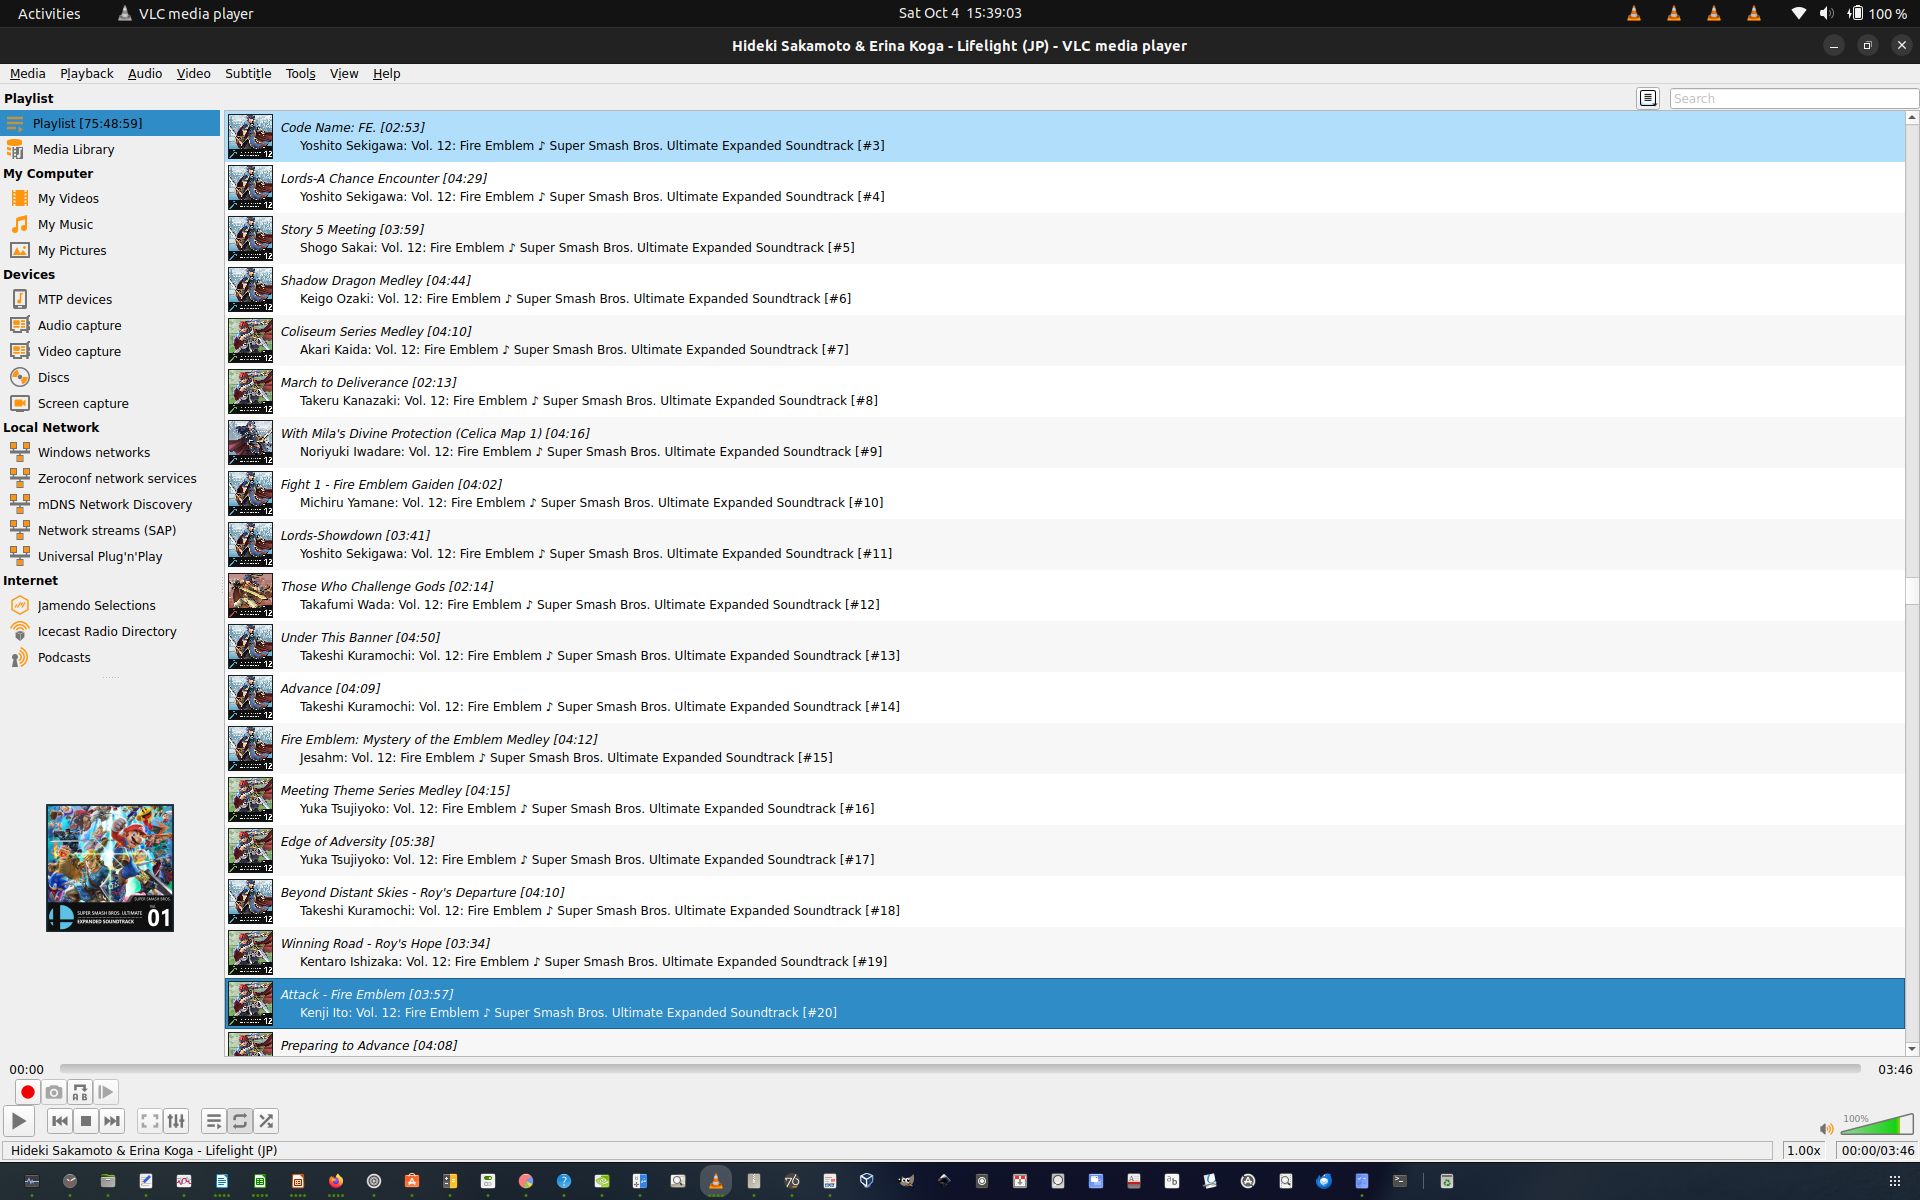 Activities
VLC media player
Sat Oct 4 15:39:03
100 %
Hideki Sakamoto & Erina Koga - Lifelight (JP) - VLC media player
Media Playback Audio Video Subtitle Tools View Help
Playlist
Search
Playlist [75:48:59]
Media Library
My Computer
My Videos
My Music
My Pictures
Devices
MTP devices
Audio capture
Video capture
Discs
Screen capture
Local Network
Windows networks
Zeroconf network services
mDNS Network Discovery
Network streams (SAP)
Universal Plug'n'Play
Internet
Jamendo Selections
Icecast Radio Directory
Podcasts
SUPER SMASH BROS. ULTIMATE
EXPANDED SOUNDTRACK
01
Code Name: FE. [02:53]
Yoshito Sekigawa: Vol. 12: Fire Emblem ♪ Super Smash Bros. Ultimate Expanded Soundtrack [#3]
Lords-A Chance Encounter [04:29]
Yoshito Sekigawa: Vol. 12: Fire Emblem ♪ Super Smash Bros. Ultimate Expanded Soundtrack [#4]
Story 5 Meeting [03:59]
Shogo Sakai: Vol. 12: Fire Emblem ♪ Super Smash Bros. Ultimate Expanded Soundtrack [#5]
Shadow Dragon Medley [04:44]
Keigo Ozaki: Vol. 12: Fire Emblem ♪ Super Smash Bros. Ultimate Expanded Soundtrack [#6]
Coliseum Series Medley [04:10]
Akari Kaida: Vol. 12: Fire Emblem ♪ Super Smash Bros. Ultimate Expanded Soundtrack [#7]
March to Deliverance [02:13]
Takeru Kanazaki: Vol. 12: Fire Emblem ♪ Super Smash Bros. Ultimate Expanded Soundtrack [#8]
With Mila's Divine Protection (Celica Map 1) [04:16]
Noriyuki Iwadare: Vol. 12: Fire Emblem ♪ Super Smash Bros. Ultimate Expanded Soundtrack [#9]
Fight 1 - Fire Emblem Gaiden [04:02]
Michiru Yamane: Vol. 12: Fire Emblem ♪ Super Smash Bros. Ultimate Expanded Soundtrack [#10]
Lords-Showdown [03:41]
Yoshito Sekigawa: Vol. 12: Fire Emblem ♪ Super Smash Bros. Ultimate Expanded Soundtrack [#11]
Those Who Challenge Gods [02:14]
Takafumi Wada: Vol. 12: Fire Emblem ♪ Super Smash Bros. Ultimate Expanded Soundtrack [#12]
Under This Banner [04:50]
Takeshi Kuramochi: Vol. 12: Fire Emblem ♪ Super Smash Bros. Ultimate Expanded Soundtrack [#13]
Advance [04:09]
Takeshi Kuramochi: Vol. 12: Fire Emblem ♪ Super Smash Bros. Ultimate Expanded Soundtrack [#14]
Fire Emblem: Mystery of the Emblem Medley [04:12]
Jesahm: Vol. 12: Fire Emblem ♪ Super Smash Bros. Ultimate Expanded Soundtrack [#15]
Meeting Theme Series Medley [04:15]
Yuka Tsujiyoko: Vol. 12: Fire Emblem ♪ Super Smash Bros. Ultimate Expanded Soundtrack [#16]
Edge of Adversity [05:38]
Yuka Tsujiyoko: Vol. 12: Fire Emblem ♪ Super Smash Bros. Ultimate Expanded Soundtrack [#17]
Beyond Distant Skies - Roy's Departure [04:10]
Takeshi Kuramochi: Vol. 12: Fire Emblem ♪ Super Smash Bros. Ultimate Expanded Soundtrack [#18]
Winning Road - Roy's Hope [03:34]
Kentaro Ishizaka: Vol. 12: Fire Emblem ♪ Super Smash Bros. Ultimate Expanded Soundtrack [#19]
Attack - Fire Emblem [03:57]
Kenji Ito: Vol. 12: Fire Emblem ♪ Super Smash Bros. Ultimate Expanded Soundtrack [#20]
Preparing to Advance [04:08]
00:00
03:46
100%
Hideki Sakamoto & Erina Koga - Lifelight (JP)
1.00x
00:00/03:46